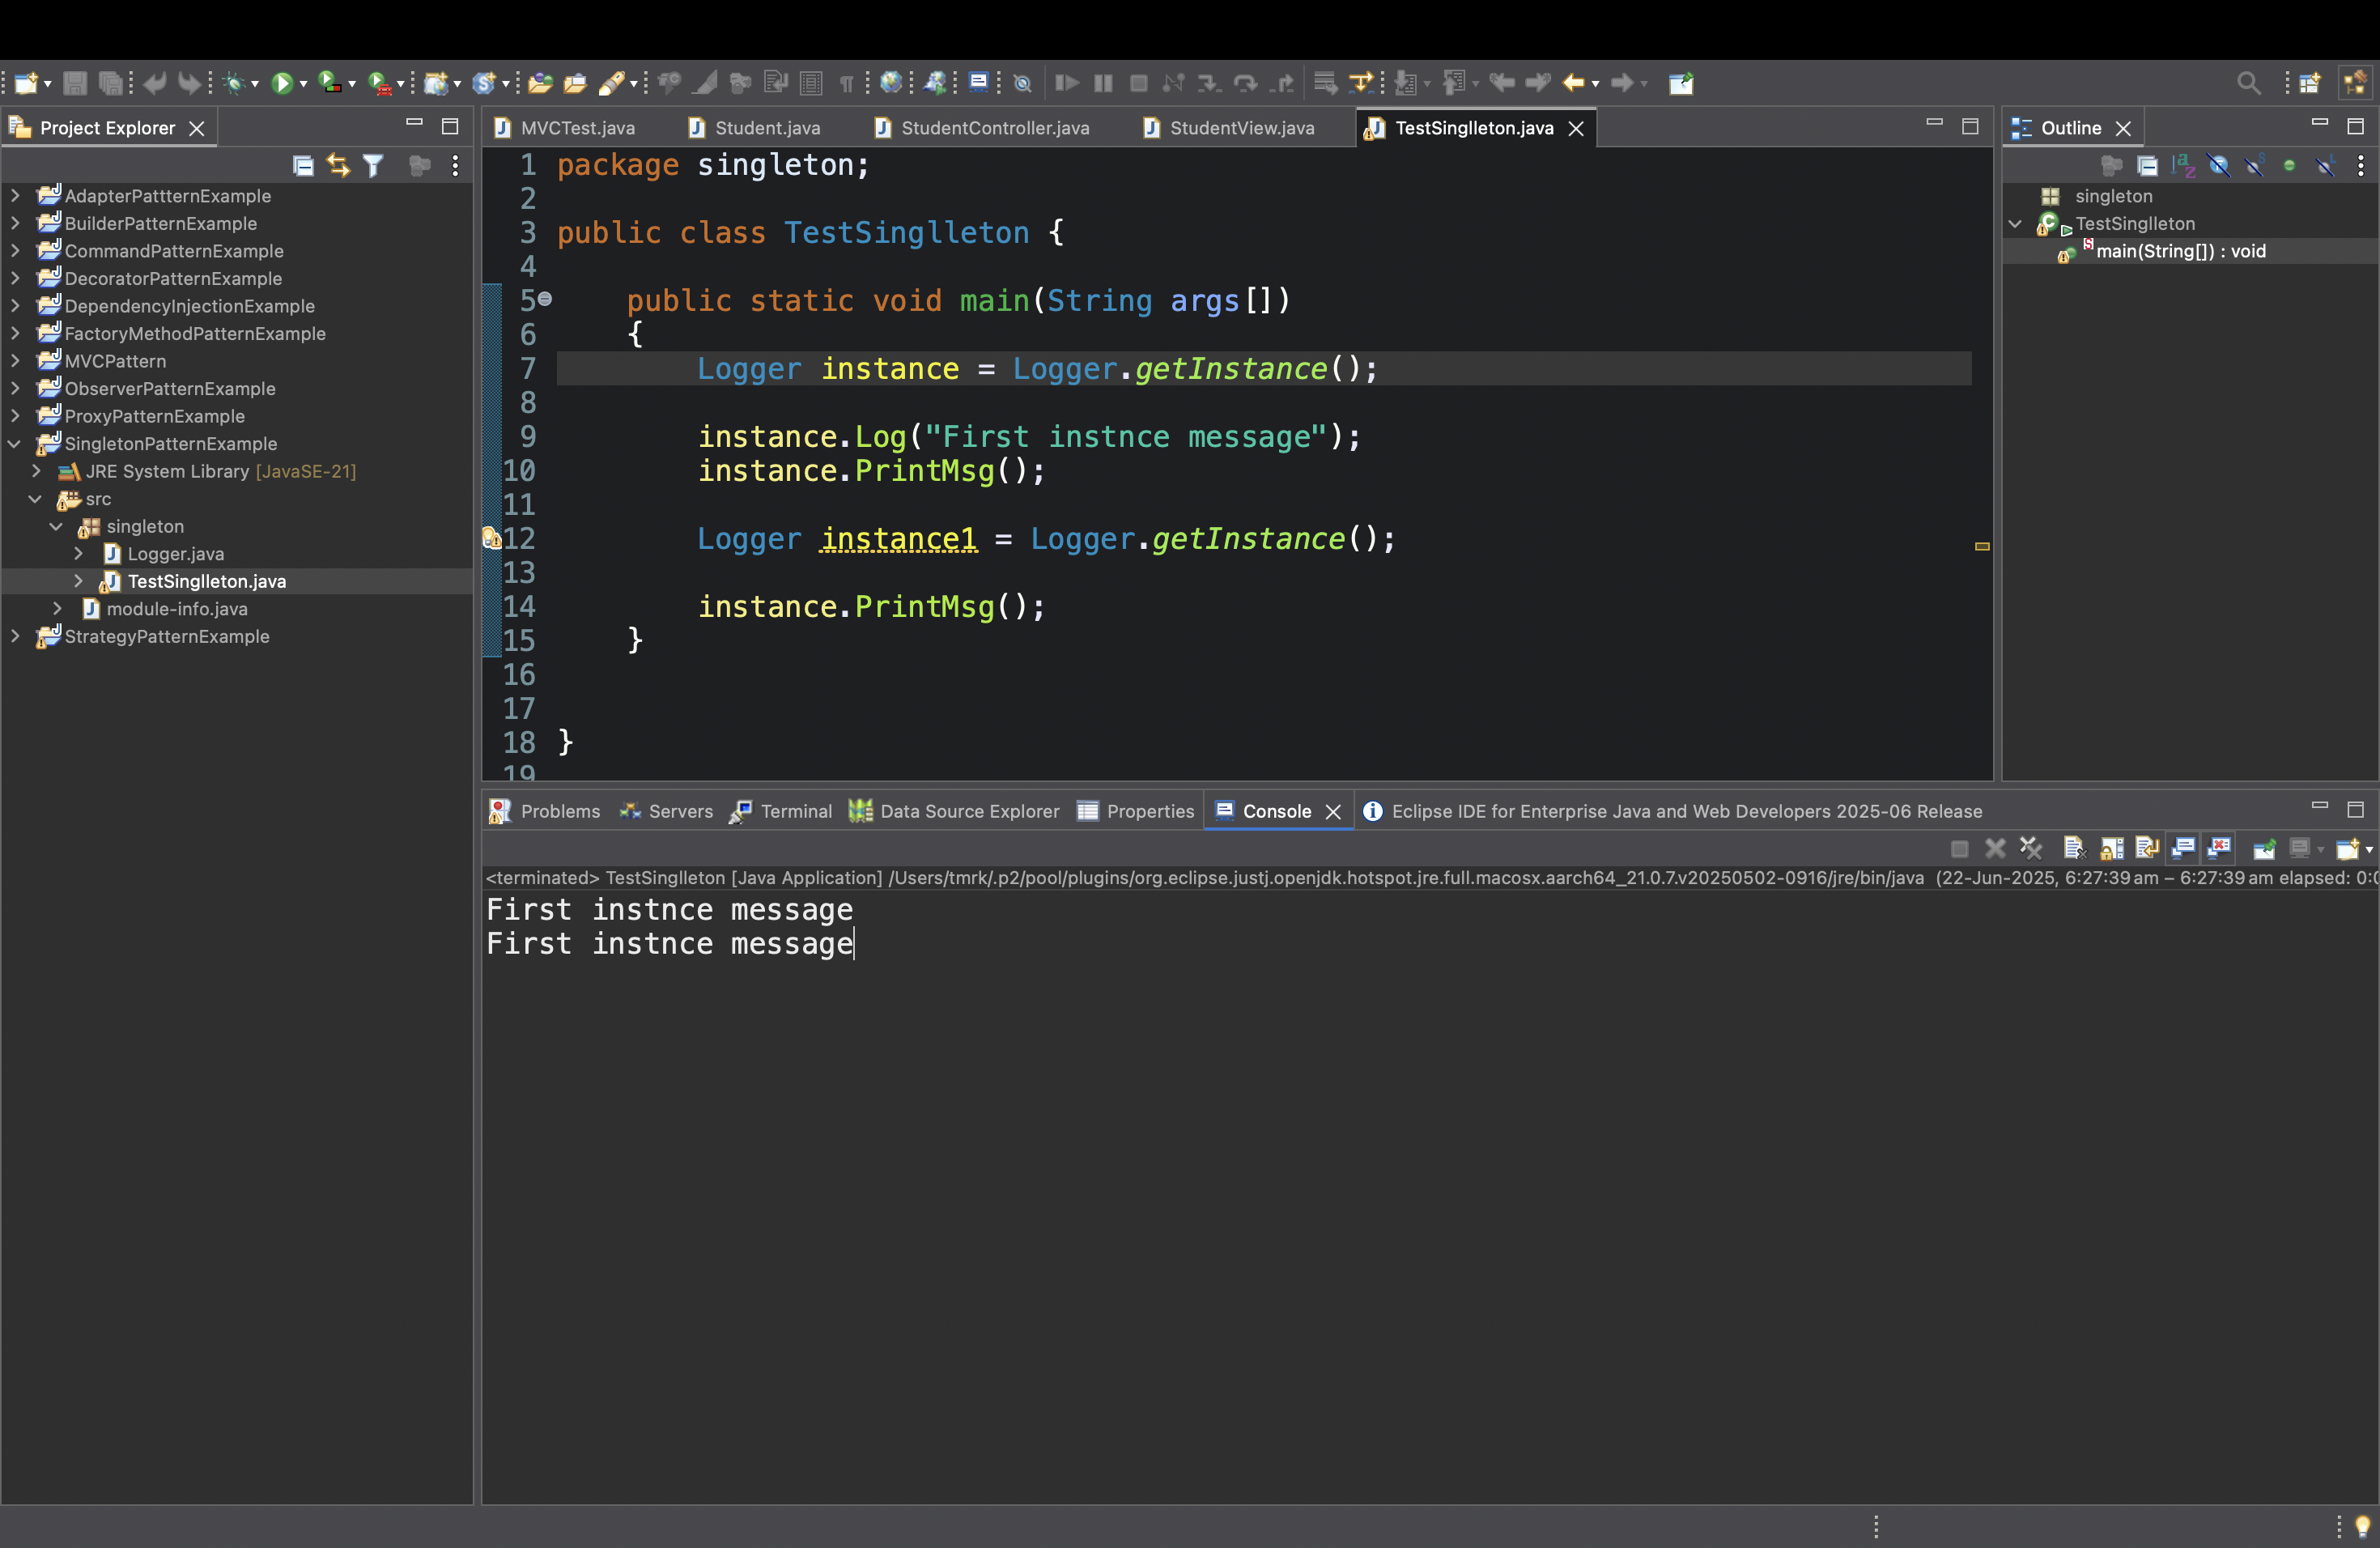 Project Explorer
AdapterPattternExample
BuilderPatternExample
CommandPatternExample
DecoratorPatternExample
DependencyInjectionExample
FactoryMethodPatternExample
MVCPattern
ObserverPatternExample
ProxyPatternExample
SingletonPatternExample
JRE System Library [JavaSE-21]
src
singleton
Logger.java
TestSinglleton.java
module-info.java
StrategyPatternExample
MVCTest.java Student.java StudentController.java StudentView.java TestSinglleton.java
1 package singleton;
2
3 public class TestSinglleton {
4
5 public static void main(String args[])
6 {
7 Logger instance = Logger.getInstance();
8
9 instance.Log("First instnce message");
10 instance.PrintMsg();
11
12 Logger instance1 = Logger.getInstance();
13
14 instance.PrintMsg();
15 }
16
17
18 }
19
Outline
singleton
TestSinglleton
main(String[]) : void
Problems Servers Terminal Data Source Explorer Properties Console Eclipse IDE for Enterprise Java and Web Developers 2025-06 Release
<terminated> TestSinglleton [Java Application] /Users/tmrk/.p2/pool/plugins/org.eclipse.justj.openjdk.hotspot.jre.full.macosx.aarch64_21.0.7.v20250502-0916/jre/bin/java (22-Jun-2025, 6:27:39 am – 6:27:39 am elapsed: 0:0
First instnce message
First instnce message